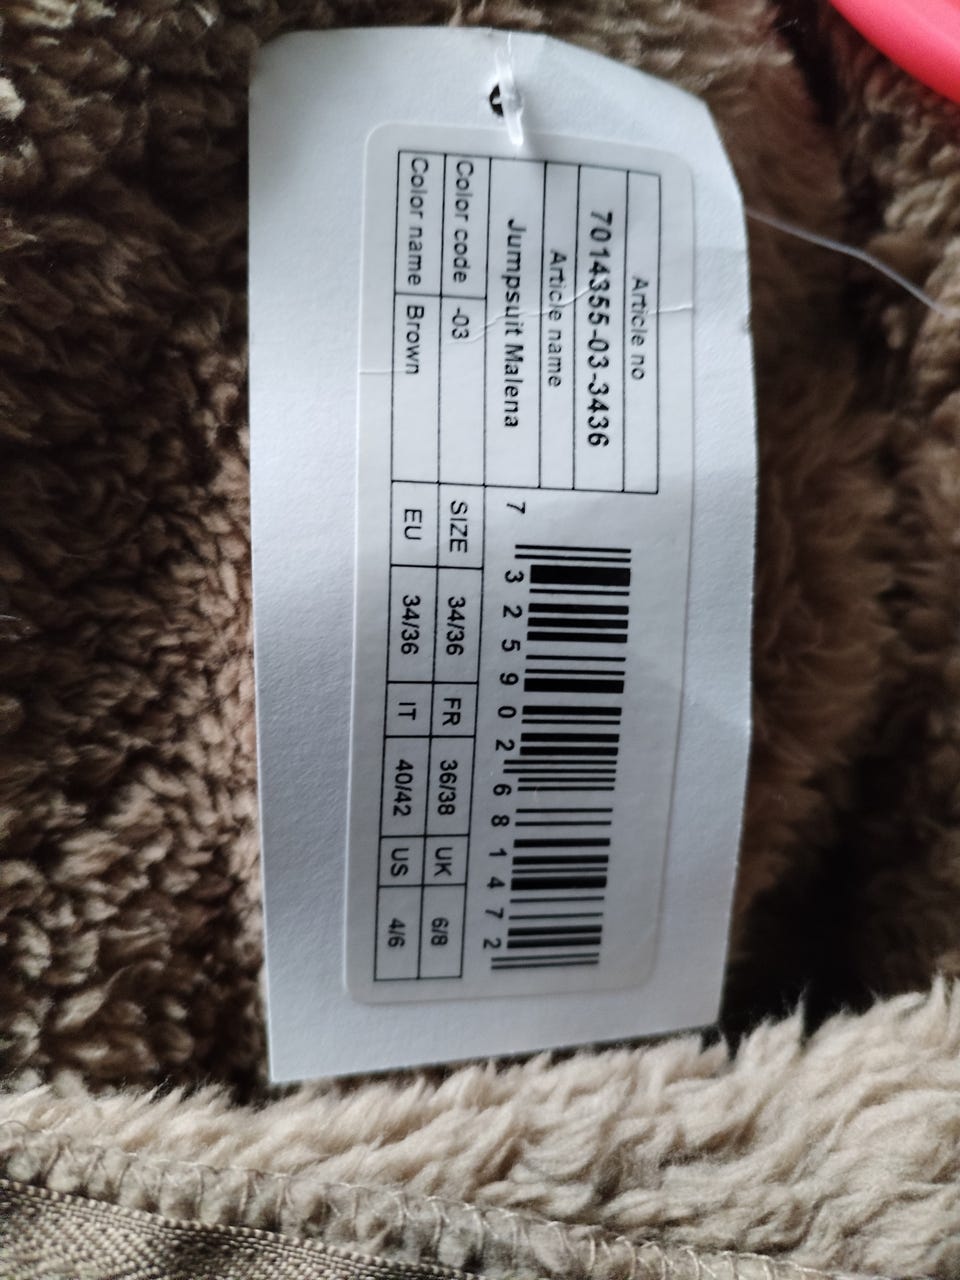 Article no
7014355-03-3436
Article name
Jumpsuit Malena
Color code -03
Color name Brown
7 325902 681472
SIZE 34/36 FR 36/38 UK 6/8
EU 34/36 IT 40/42 US 4/6